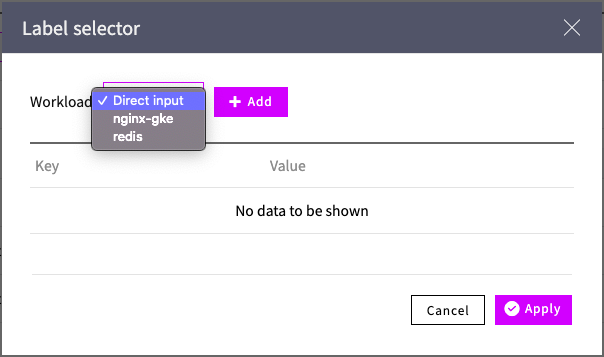 Label selector
Workload
✓ Direct input
nginx-gke
redis
+ Add
Key Value
No data to be shown
Cancel Apply